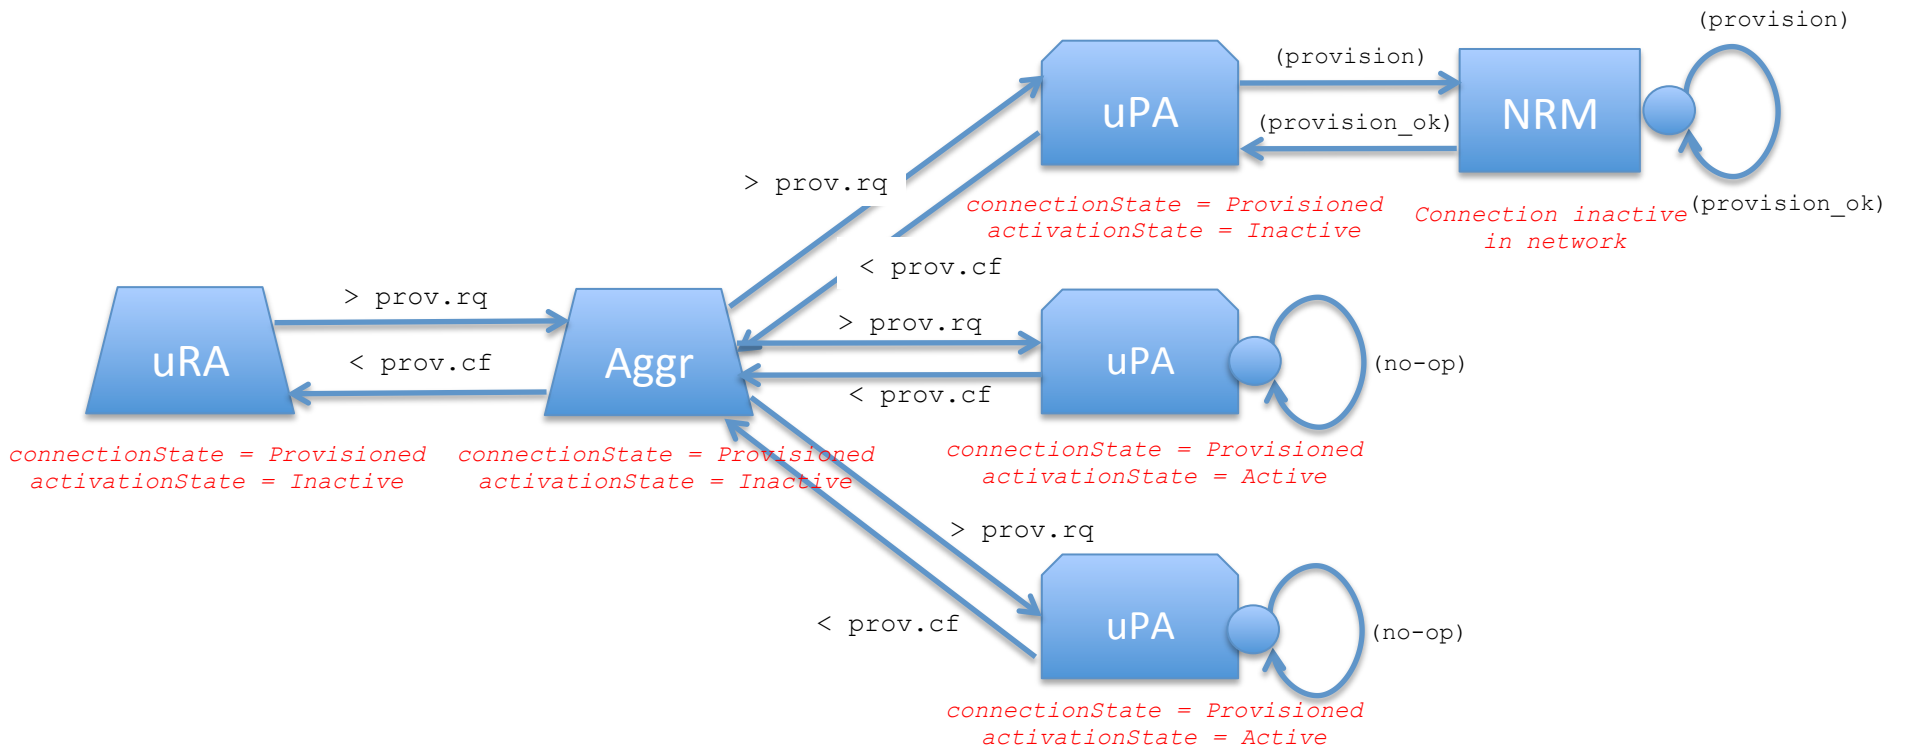 (provision)
(provision)
uPA
NRM
(provision_ok)
> prov.rq
connectionState = Provisioned
activationState = Inactive
Connection inactive
in network
(provision_ok)
< prov.cf
> prov.rq
> prov.rq
uRA
< prov.cf
Aggr
uPA
(no-op)
< prov.cf
connectionState = Provisioned
activationState = Inactive
connectionState = Provisioned
activationState = Inactive
connectionState = Provisioned
activationState = Active
> prov.rq
< prov.cf
uPA
(no-op)
connectionState = Provisioned
activationState = Active